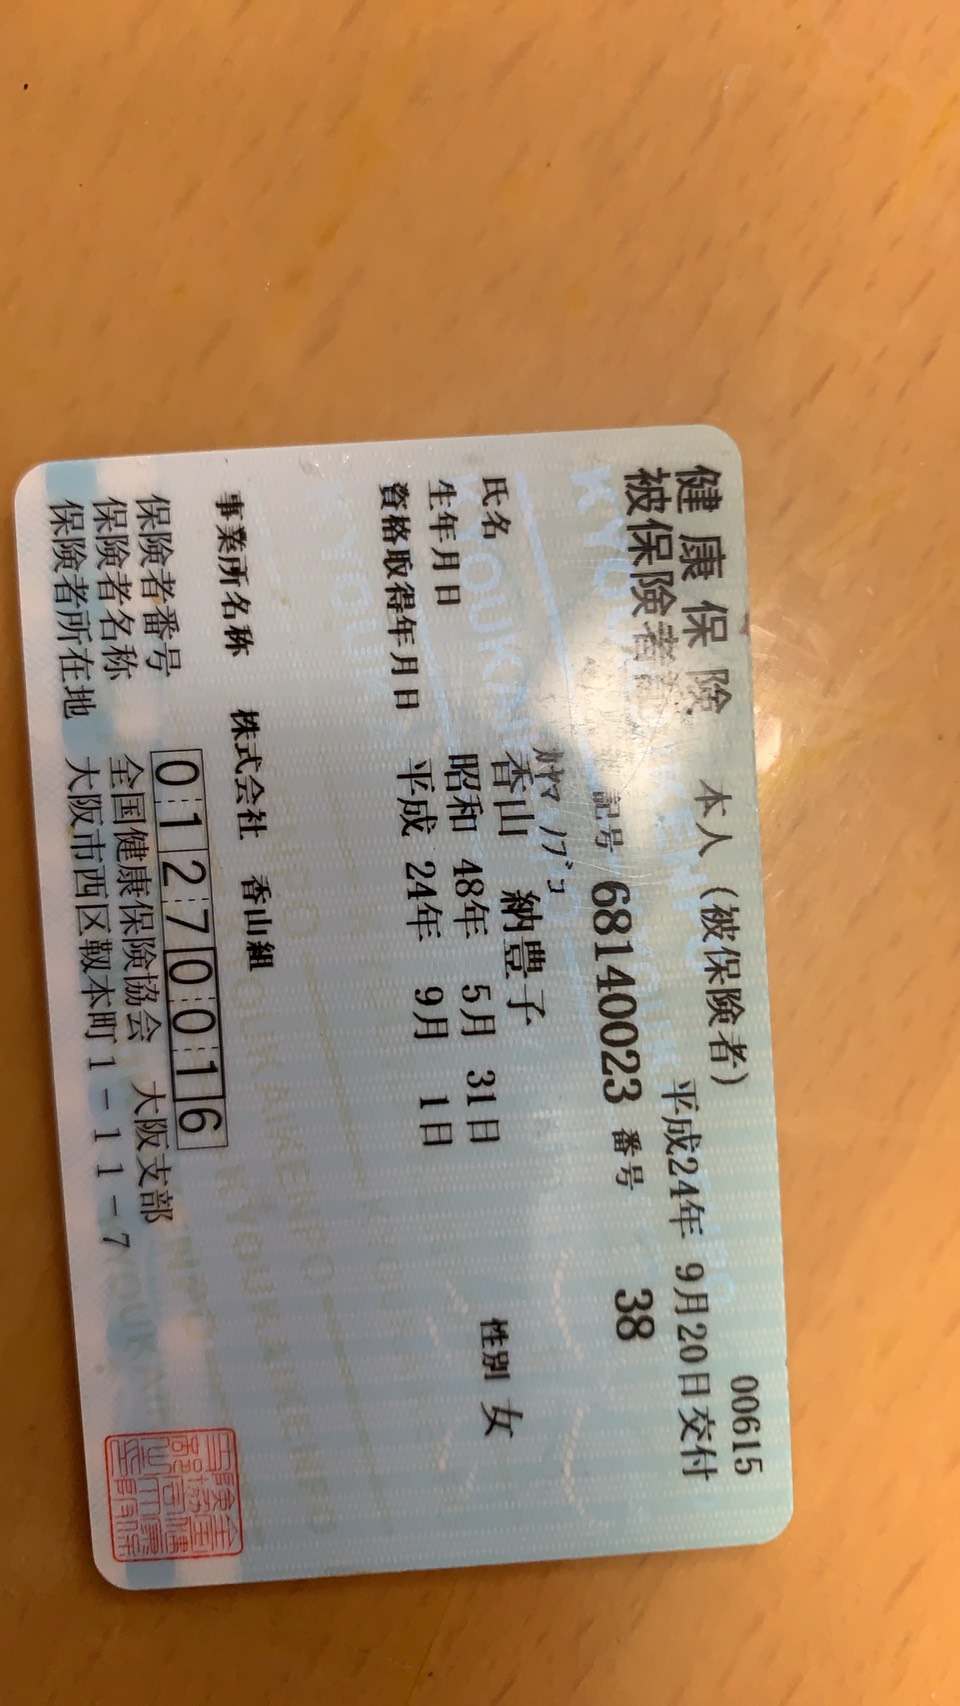 健康保険 本人（被保険者） 00615
被保険者証 平成24年 9月20日交付
記号 68140023 番号 38
カヤマ ノブコ
氏名 香山 納豊子 性別 女
生年月日 昭和 48年 5月 31日
資格取得年月日 平成 24年 9月 1日
事業所名称 株式会社 香山組
保険者番号 01270016
保険者名称 全国健康保険協会 大阪支部
保険者所在地 大阪市西区靱本町1-11-7